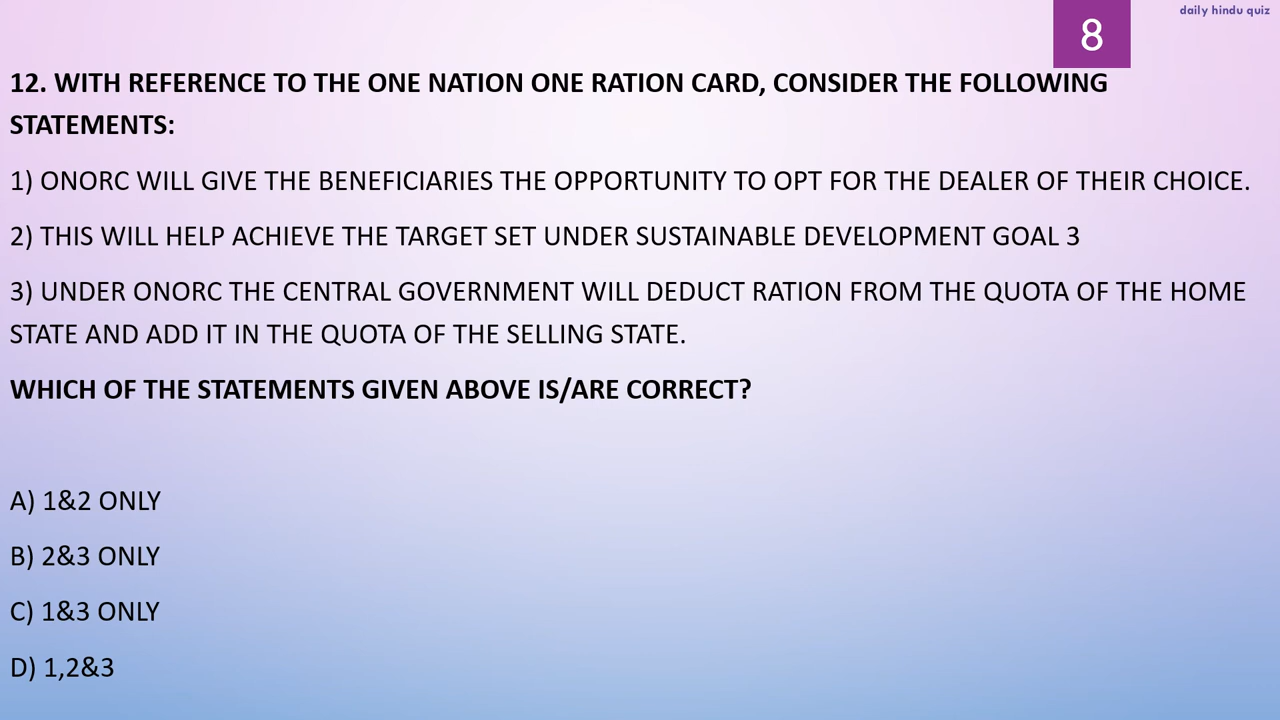 daily hindu quiz
8
12. WITH REFERENCE TO THE ONE NATION ONE RATION CARD, CONSIDER THE FOLLOWING
STATEMENTS:
1) ONORC WILL GIVE THE BENEFICIARIES THE OPPORTUNITY TO OPT FOR THE DEALER OF THEIR CHOICE.
2) THIS WILL HELP ACHIEVE THE TARGET SET UNDER SUSTAINABLE DEVELOPMENT GOAL 3
3) UNDER ONORC THE CENTRAL GOVERNMENT WILL DEDUCT RATION FROM THE QUOTA OF THE HOME
STATE AND ADD IT IN THE QUOTA OF THE SELLING STATE.
WHICH OF THE STATEMENTS GIVEN ABOVE IS/ARE CORRECT?
A) 1&2 ONLY
B) 2&3 ONLY
C) 1&3 ONLY
D) 1,2&3